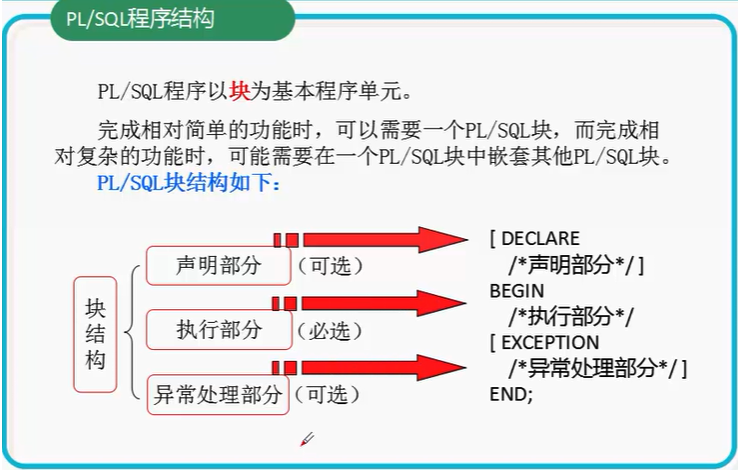 PL/SQL程序结构
PL/SQL程序以块为基本程序单元。
完成相对简单的功能时，可以需要一个PL/SQL块，而完成相
对复杂的功能时，可能需要在一个PL/SQL块中嵌套其他PL/SQL块。
PL/SQL块结构如下：
块结构
声明部分（可选）
执行部分（必选）
异常处理部分（可选）
[ DECLARE
/*声明部分*/ ]
BEGIN
/*执行部分*/
[ EXCEPTION
/*异常处理部分*/ ]
END;